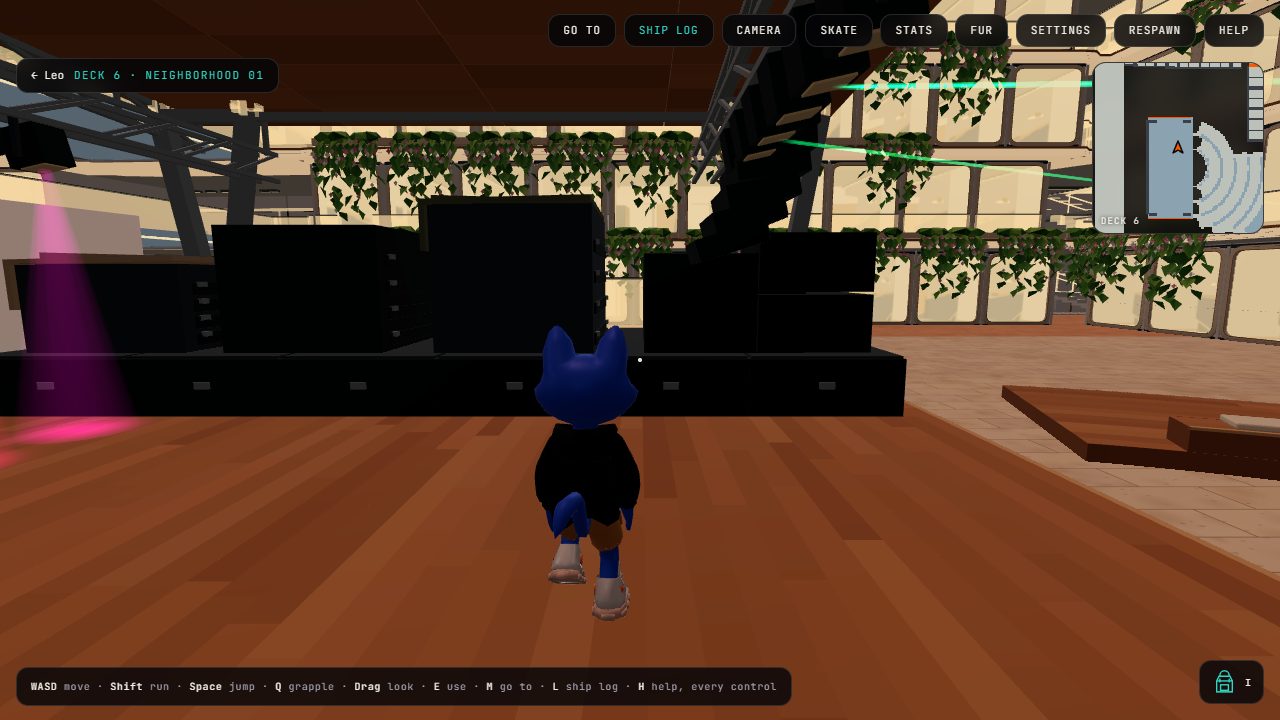 GO TO
SHIP LOG
CAMERA
SKATE
STATS
FUR
SETTINGS
RESPAWN
HELP
← Leo DECK 6 · NEIGHBORHOOD 01
DECK 6
WASD move · Shift run · Space jump · Q grapple · Drag look · E use · M go to · L ship log · H help, every control
I